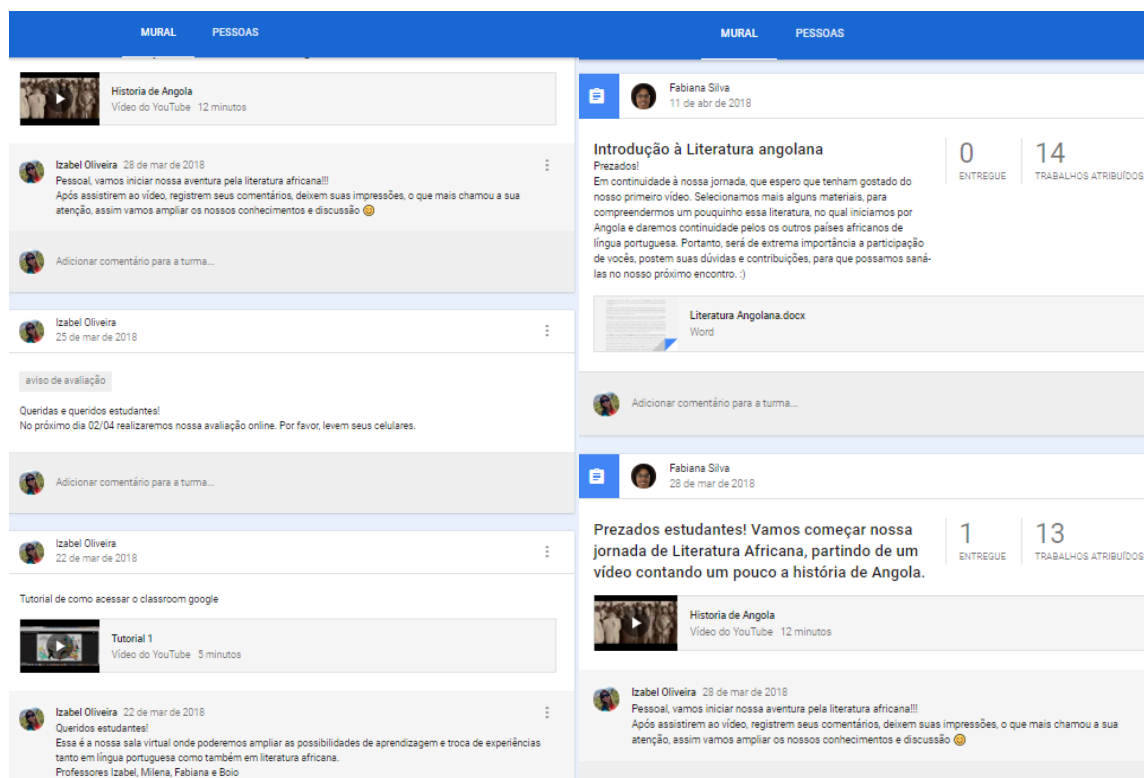 MURAL PESSOAS
Historia de Angola
Vídeo do YouTube 12 minutos
Izabel Oliveira 28 de mar de 2018
Pessoal, vamos iniciar nossa aventura pela literatura africana!!!
Após assistirem ao vídeo, registrem seus comentários, deixem suas impressões, o que mais chamou a sua
atenção, assim vamos ampliar os nossos conhecimentos e discussão 😊
Adicionar comentário para a turma...
Izabel Oliveira
25 de mar de 2018
aviso de avaliação
Queridas e queridos estudantes!
No próximo dia 02/04 realizaremos nossa avaliação online. Por favor, levem seus celulares.
Adicionar comentário para a turma...
Izabel Oliveira
22 de mar de 2018
Tutorial de como acessar o classroom google
Tutorial 1
Vídeo do YouTube 5 minutos
Izabel Oliveira 22 de mar de 2018
Queridos estudantes!
Essa é a nossa sala virtual onde poderemos ampliar as possibilidades de aprendizagem e troca de experiências
tanto em língua portuguesa como também em literatura africana.
Professores Izabel, Milena, Fabiana e Boio
MURAL PESSOAS
Fabiana Silva
11 de abr de 2018
Introdução à Literatura angolana
Prezados!
Em continuidade à nossa jornada, que espero que tenham gostado do
nosso primeiro vídeo. Selecionamos mais alguns materiais, para
compreendermos um pouquinho essa literatura, no qual iniciamos por
Angola e daremos continuidade pelos os outros países africanos de
língua portuguesa. Portanto, será de extrema importância a participação
de vocês, postem suas dúvidas e contribuições, para que possamos saná-
las no nosso próximo encontro. :)
0 14
ENTREGUE TRABALHOS ATRIBUÍDOS
Literatura Angolana.docx
Word
Adicionar comentário para a turma...
Fabiana Silva
28 de mar de 2018
Prezados estudantes! Vamos começar nossa
jornada de Literatura Africana, partindo de um
vídeo contando um pouco a história de Angola.
1 13
ENTREGUE TRABALHOS ATRIBUÍDOS
Historia de Angola
Vídeo do YouTube 12 minutos
Izabel Oliveira 28 de mar de 2018
Pessoal, vamos iniciar nossa aventura pela literatura africana!!!
Após assistirem ao vídeo, registrem seus comentários, deixem suas impressões, o que mais chamou a sua
atenção, assim vamos ampliar os nossos conhecimentos e discussão 😊